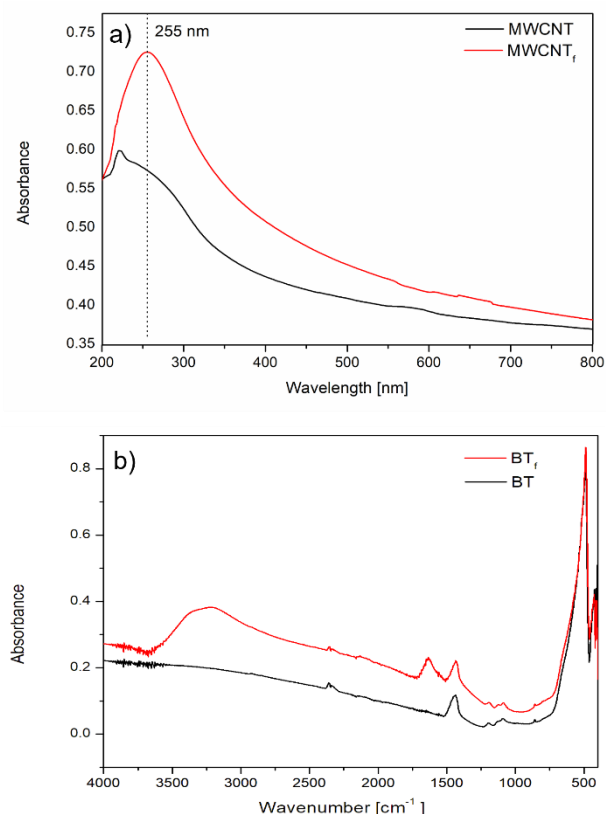 a)
255 nm
MWCNT
MWCNTf
0.75
0.70
0.65
0.60
0.55
0.50
0.45
0.40
0.35
Absorbance
200 300 400 500 600 700 800
Wavelength [nm]
b)
BTf
BT
0.8
0.6
0.4
0.2
0.0
Absorbance
4000 3500 3000 2500 2000 1500 1000 500
Wavenumber [cm⁻¹]